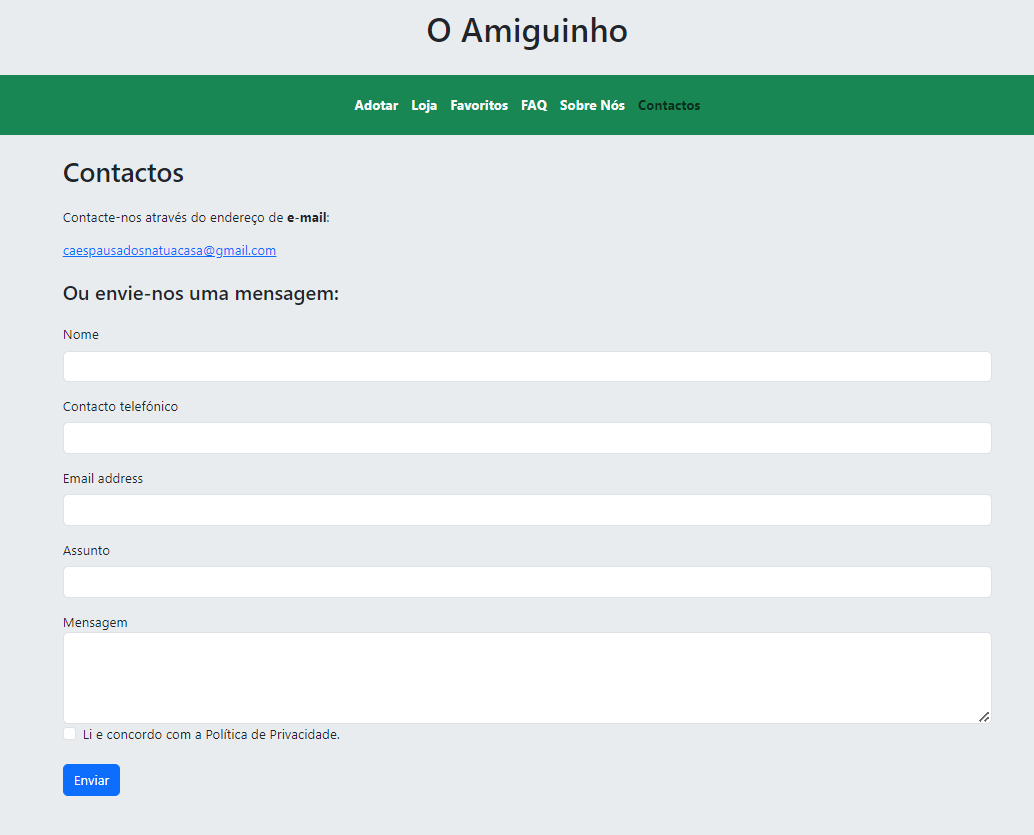 O Amiguinho
Adotar Loja Favoritos FAQ Sobre Nós Contactos
Contactos
Contacte-nos através do endereço de e-mail:
caespausadosnatuacasa@gmail.com
Ou envie-nos uma mensagem:
Nome
Contacto telefónico
Email address
Assunto
Mensagem
Li e concordo com a Política de Privacidade.
Enviar